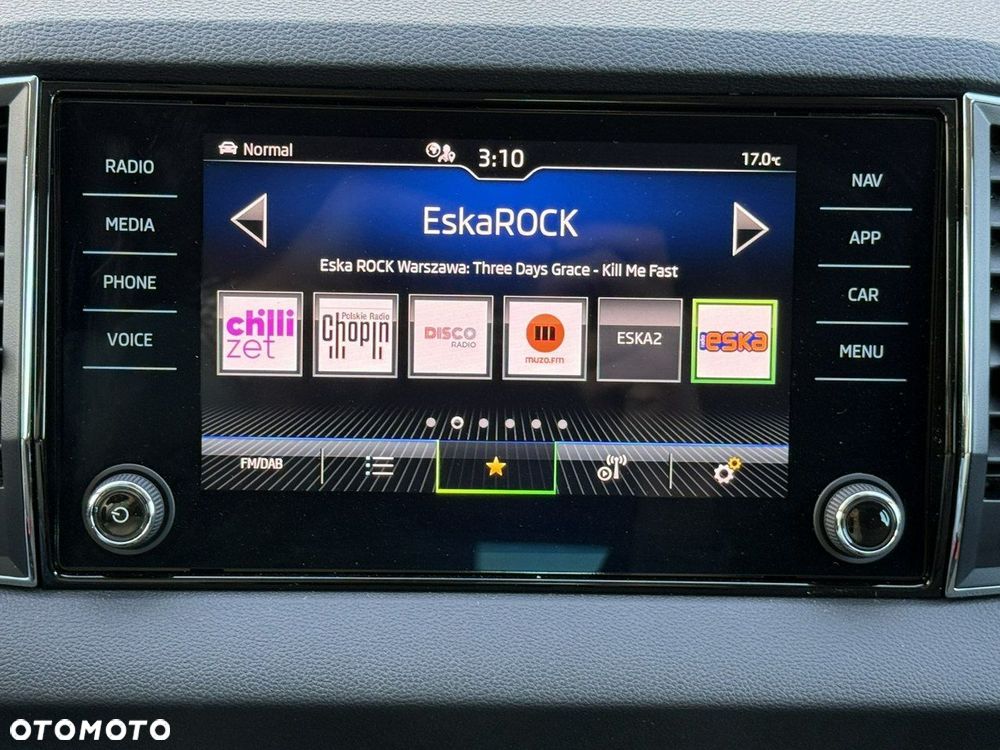 Normal
3:10
17.0°C
RADIO
MEDIA
PHONE
VOICE
NAV
APP
CAR
MENU
EskaROCK
Eska ROCK Warszawa: Three Days Grace - Kill Me Fast
chilli
zet
Polskie Radio
Chopin
DISCO
RADIO
muzo.fm
ESKA2
eska
FM/DAB
OTOMOTO